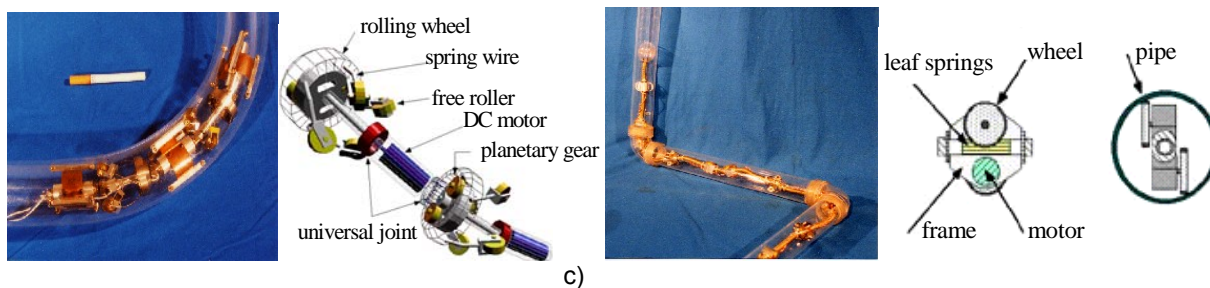 rolling wheel
spring wire
free roller
DC motor
planetary gear
universal joint
leaf springs
wheel
pipe
frame
motor
c)